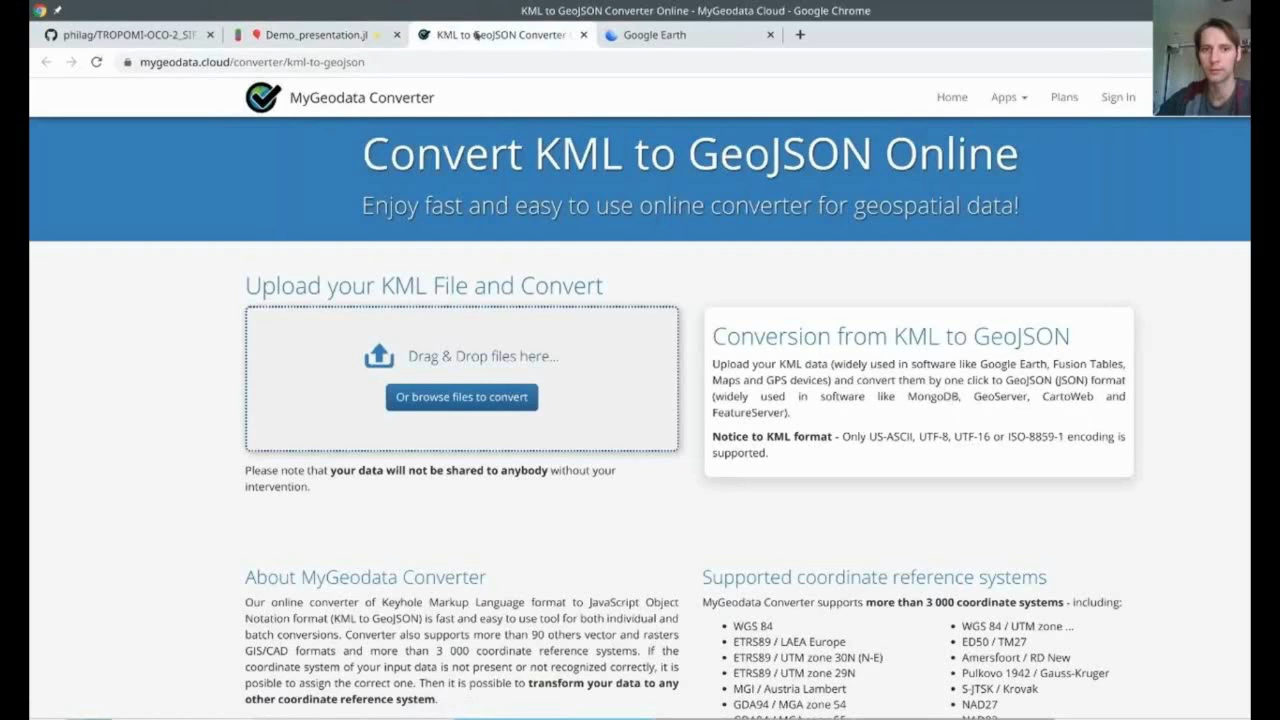 KML to GeoJSON Converter Online - MyGeodata Cloud - Google Chrome
philag/TROPOMI-OCO-2_SIF
Demo_presentation.jl
KML to GeoJSON Converter
Google Earth
mygeodata.cloud/converter/kml-to-geojson
MyGeodata Converter
Home Apps Plans Sign In
Convert KML to GeoJSON Online
Enjoy fast and easy to use online converter for geospatial data!
Upload your KML File and Convert
Drag & Drop files here...
Or browse files to convert
Please note that your data will not be shared to anybody without your
intervention.
Conversion from KML to GeoJSON
Upload your KML data (widely used in software like Google Earth, Fusion Tables,
Maps and GPS devices) and convert them by one click to GeoJSON (JSON) format
(widely used in software like MongoDB, GeoServer, CartoWeb and
FeatureServer).
Notice to KML format - Only US-ASCII, UTF-8, UTF-16 or ISO-8859-1 encoding is
supported.
About MyGeodata Converter
Our online converter of Keyhole Markup Language format to JavaScript Object
Notation format (KML to GeoJSON) is fast and easy to use tool for both individual and
batch conversions. Converter also supports more than 90 others vector and rasters
GIS/CAD formats and more than 3 000 coordinate reference systems. If the
coordinate system of your input data is not present or not recognized correctly, it is
posible to assign the correct one. Then it is possible to transform your data to any
other coordinate reference system.
Supported coordinate reference systems
MyGeodata Converter supports more than 3 000 coordinate systems - including:
WGS 84
ETRS89 / LAEA Europe
ETRS89 / UTM zone 30N (N-E)
ETRS89 / UTM zone 29N
MGI / Austria Lambert
GDA94 / MGA zone 54
WGS 84 / UTM zone ...
ED50 / TM27
Amersfoort / RD New
Pulkovo 1942 / Gauss-Kruger
S-JTSK / Krovak
NAD27